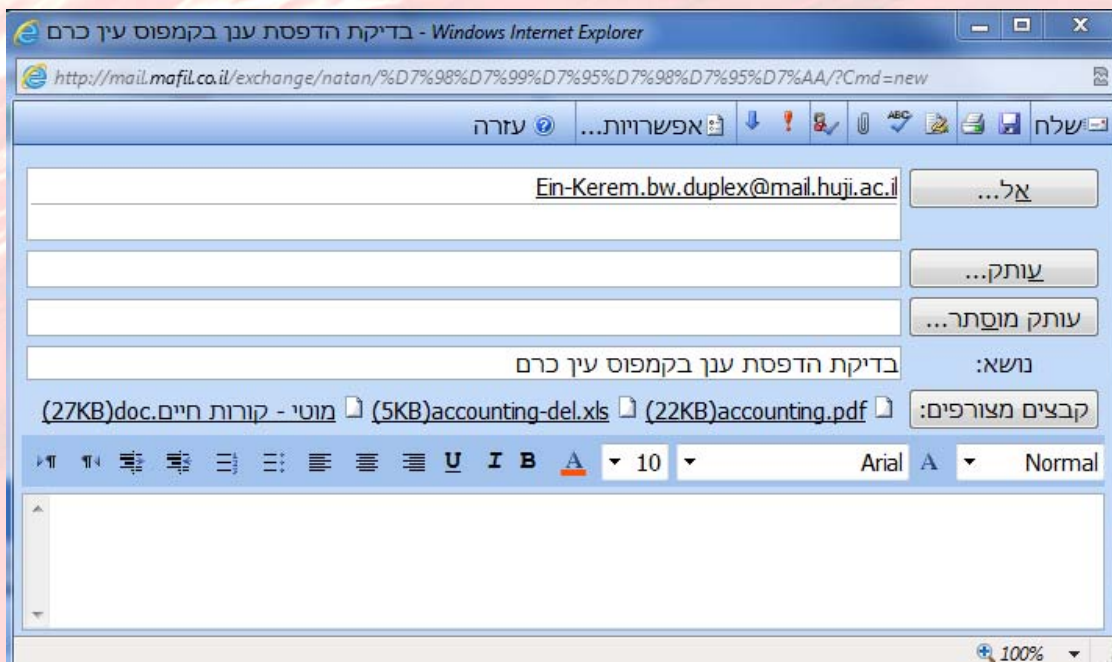 בדיקת הדפסת ענן בקמפוס עין כרם - Windows Internet Explorer
http://mail.mafil.co.il/exchange/natan/%D7%98%D7%99%D7%95%D7%98%D7%95%D7%AA/?Cmd=new
שלח ABC אפשרויות... עזרה
אל... Ein-Kerem.bw.duplex@mail.huji.ac.il
עותק...
עותק מוסתר...
נושא: בדיקת הדפסת ענן בקמפוס עין כרם
קבצים מצורפים: accounting.pdf(22KB) accounting-del.xls(5KB) מוטי - קורות חיים.doc(27KB)
Normal A Arial 10 A B I U
100%